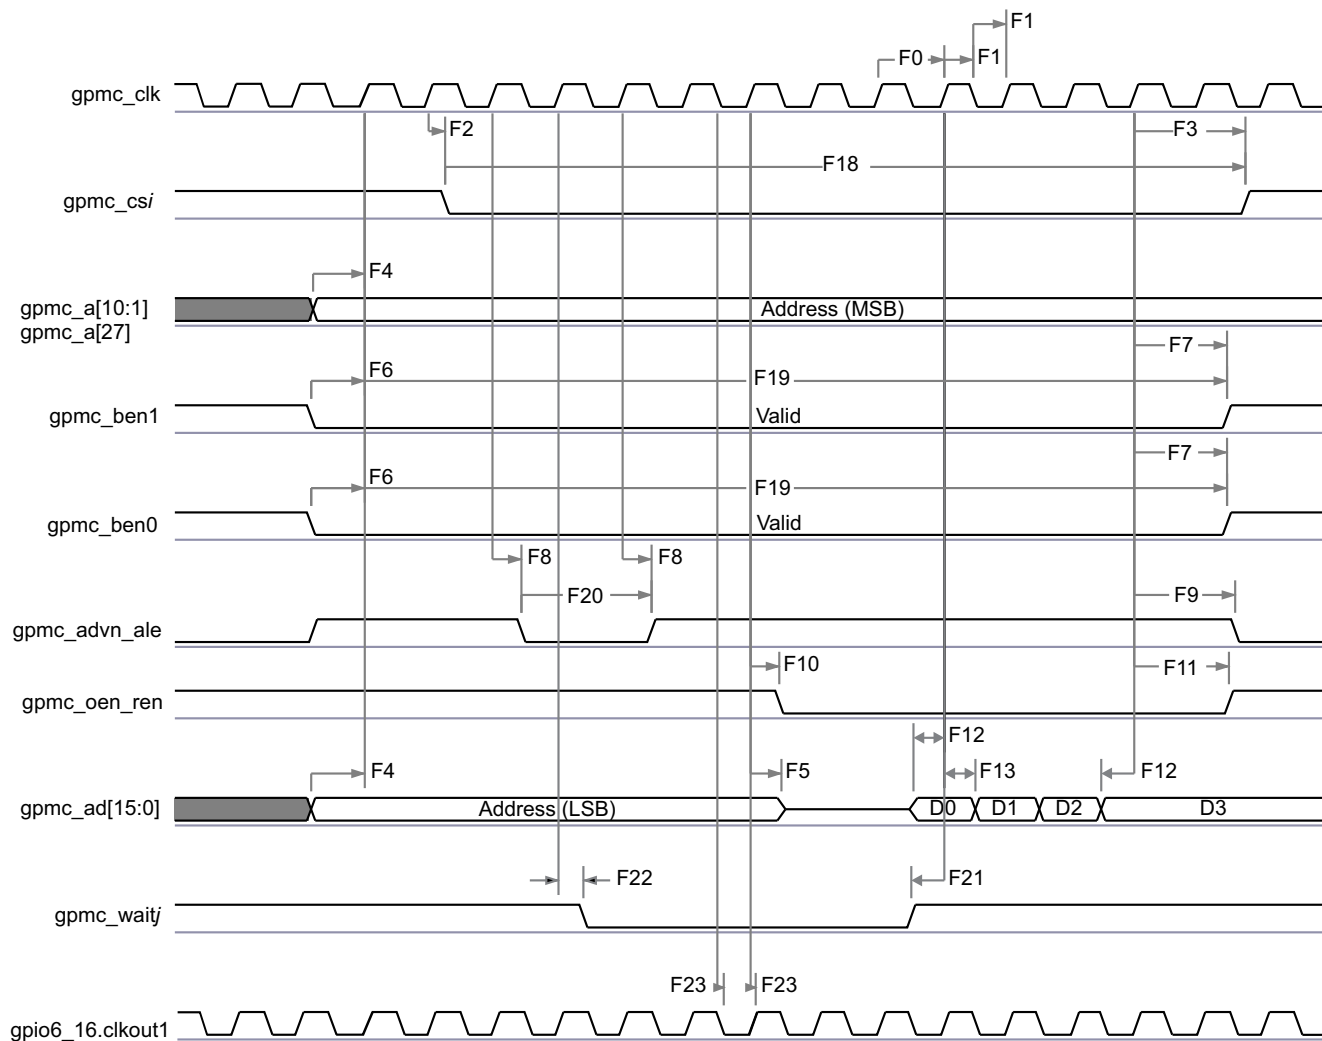 F1
F0
F1
gpmc_clk
F2
F3
F18
gpmc_csi
F4
gpmc_a[10:1]
Address (MSB)
gpmc_a[27]
F7
F6
F19
gpmc_ben1
Valid
F7
F6
F19
gpmc_ben0
Valid
F8
F8
F20
F9
gpmc_advn_ale
F10
F11
gpmc_oen_ren
F12
F4
F5
F13
F12
gpmc_ad[15:0]
Address (LSB)
D0
D1
D2
D3
F22
F21
gpmc_waitj
F23
F23
gpio6_16.clkout1